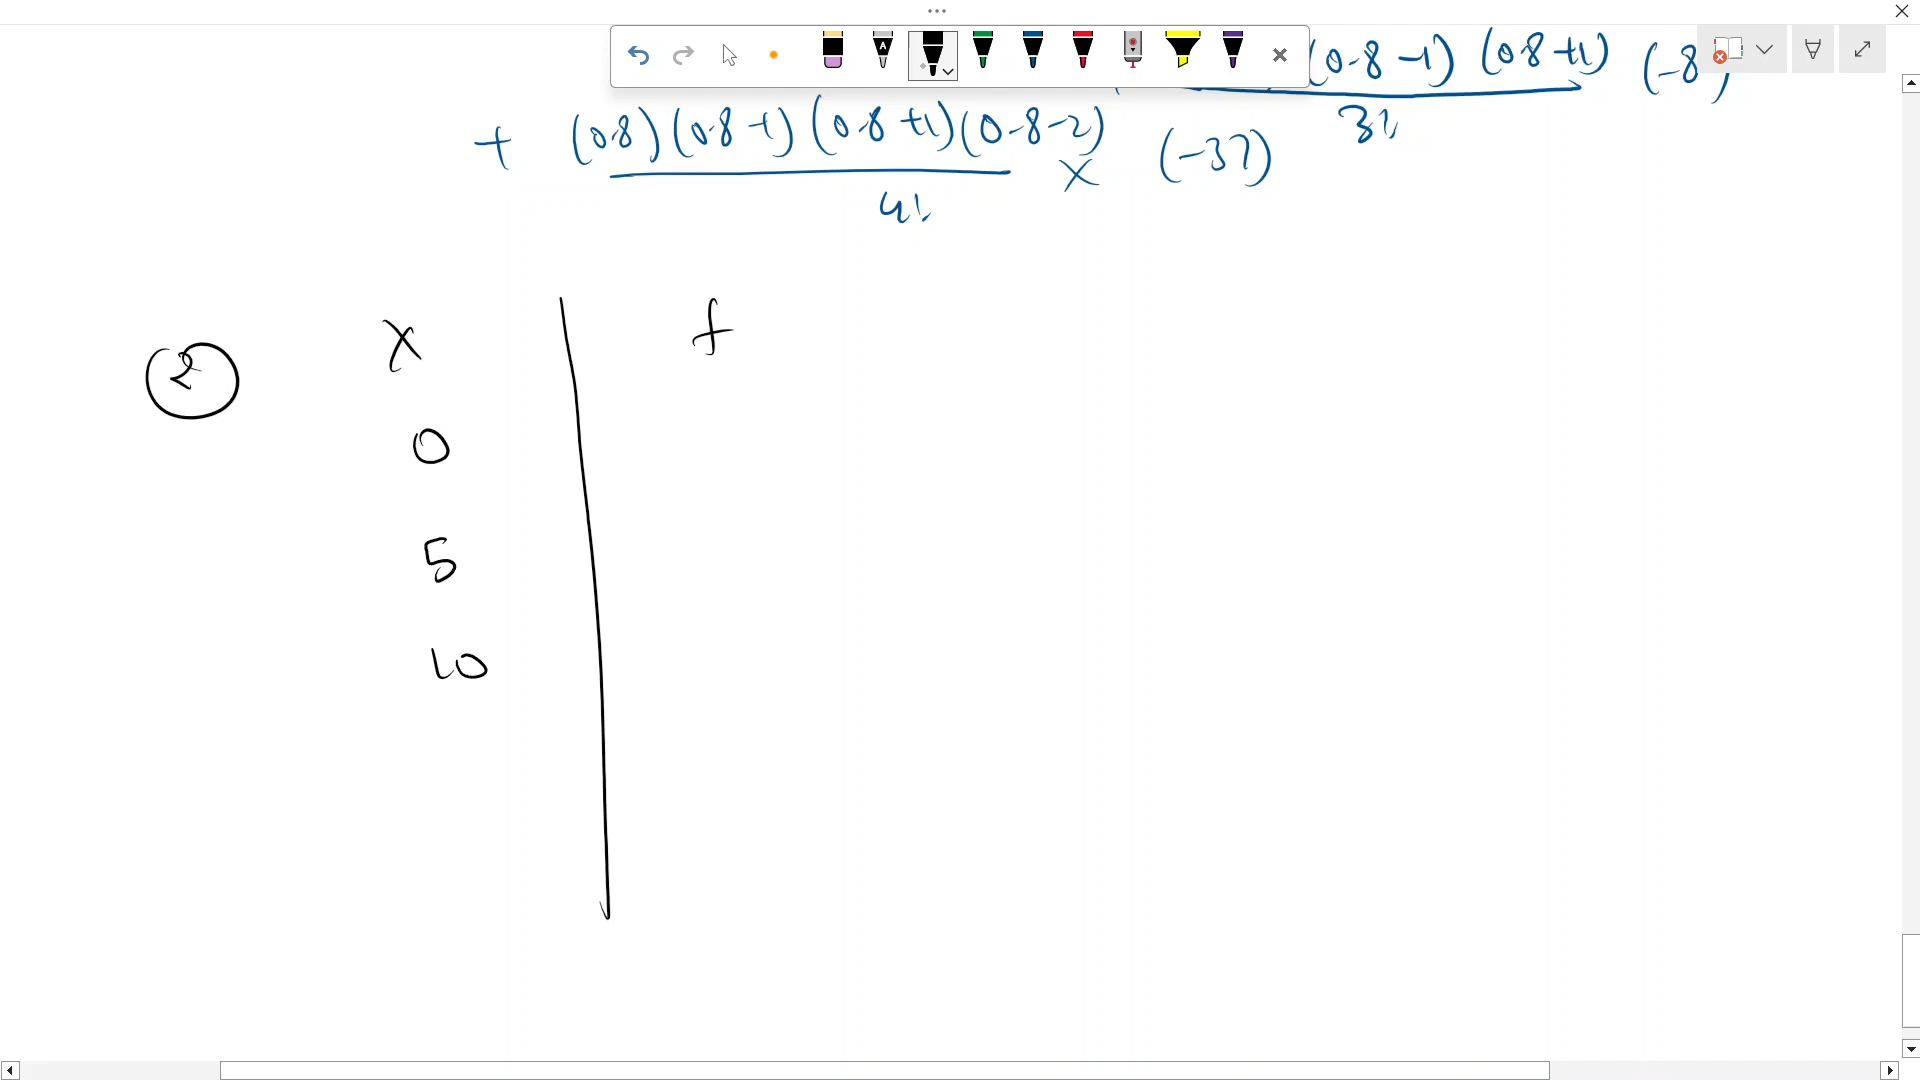 (0.8-1) (0.8+1) (-8)
3!
+ (0.8)(0.8-1)(0.8+1)(0.8-2) x (-37)
4!
② x f
0
5
10